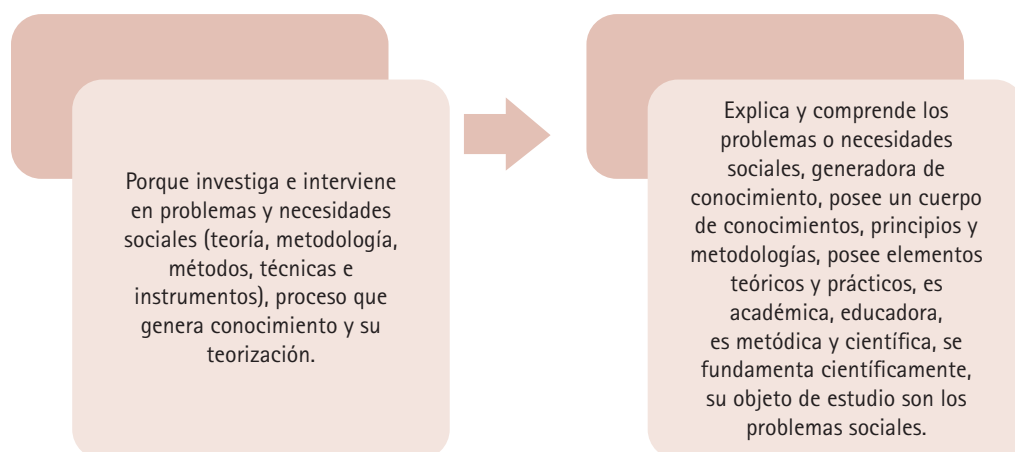 Porque investiga e interviene
en problemas y necesidades
sociales (teoría, metodología,
métodos, técnicas e
instrumentos), proceso que
genera conocimiento y su
teorización.
Explica y comprende los
problemas o necesidades
sociales, generadora de
conocimiento, posee un cuerpo
de conocimientos, principios y
metodologías, posee elementos
teóricos y prácticos, es
académica, educadora,
es metódica y científica, se
fundamenta científicamente,
su objeto de estudio son los
problemas sociales.